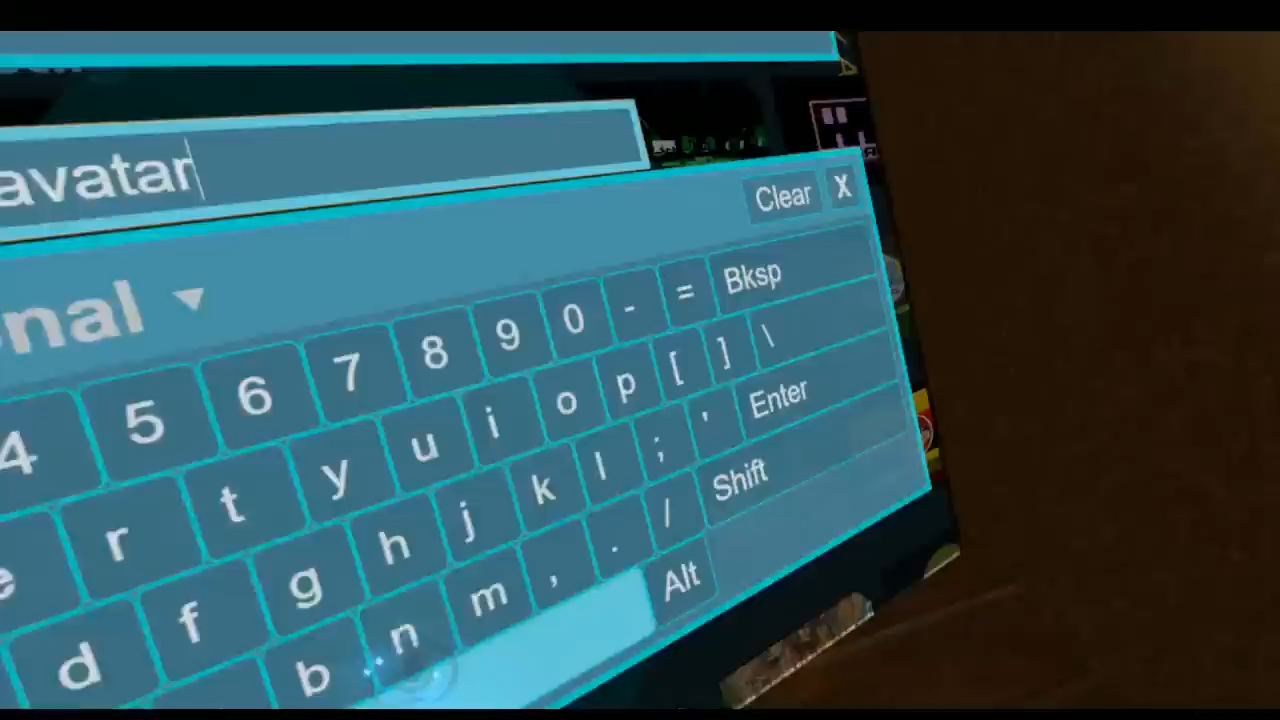 avatar
Clear X
nal ▼
4 5 6 7 8 9 0 - = Bksp
e r t y u i o p [ ] \
d f g h j k l ; ' Enter
b n m , . / Shift
Alt